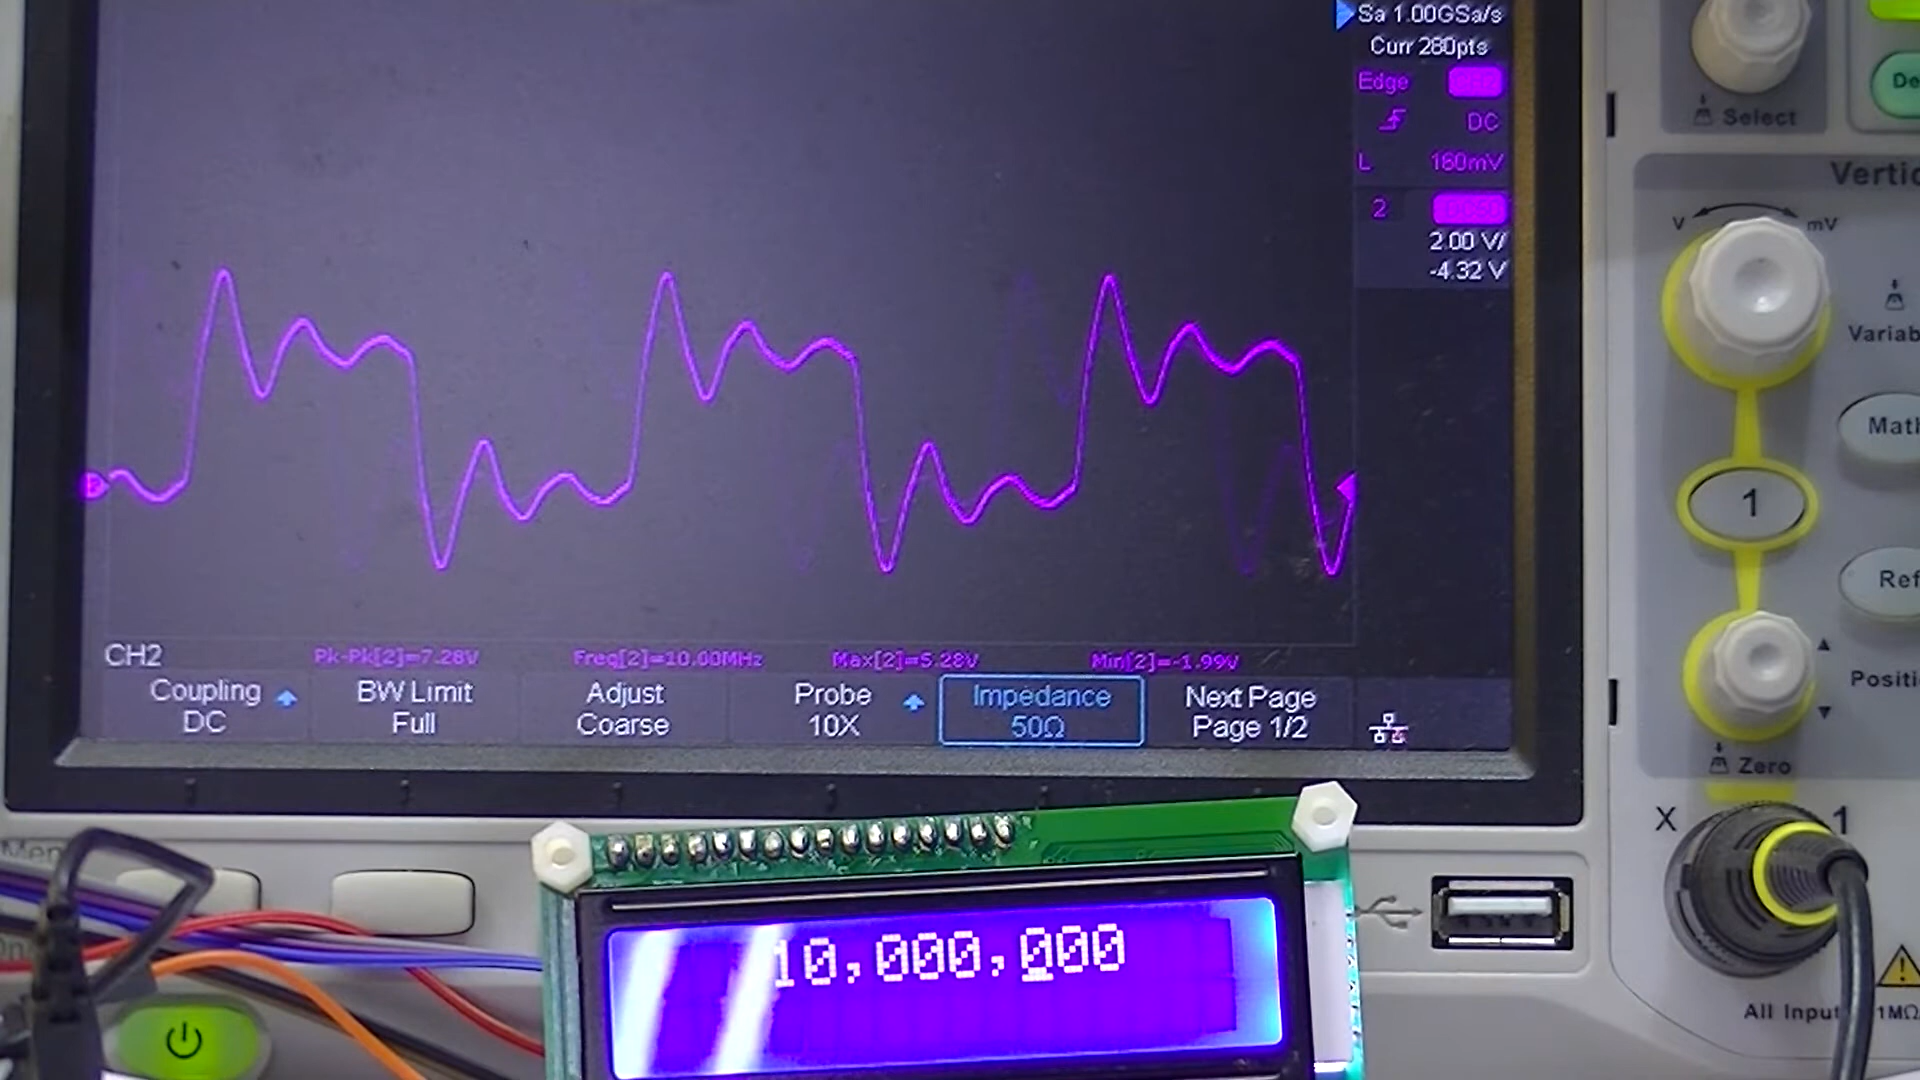 Sa 1.00GSa/s
Curr 280pts
Edge
DC
L 160mV
2
2.00 V/
-4.32 V
CH2
Pk-Pk[2]=7.28V
Freq[2]=10.00MHz
Max[2]=5.28V
Min[2]=-1.99V
Coupling
DC
BW Limit
Full
Adjust
Coarse
Probe
10X
Impedance
50Ω
Next Page
Page 1/2
Select
De
Vertic
V
mV
Variab
Math
1
Ref
Positi
Zero
X
1
All Input
1MΩ
Men
On
10,000,000